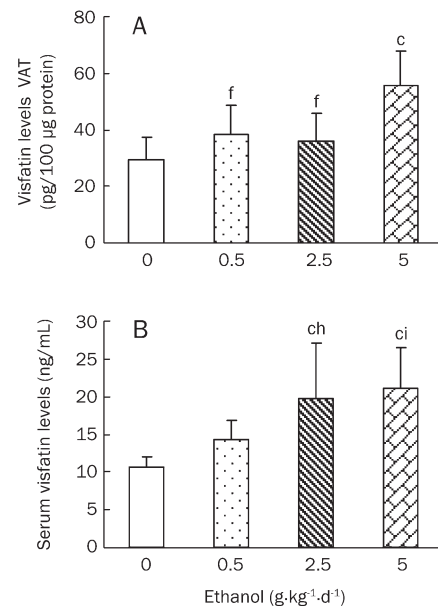 A
Visfatin levels VAT
(pg/100 µg protein)
80
60
40
20
0
f
f
c
0
0.5
2.5
5
B
Serum visfatin levels (ng/mL)
30
25
20
15
10
5
0
ch
ci
0
0.5
2.5
5
Ethanol (g·kg⁻¹·d⁻¹)